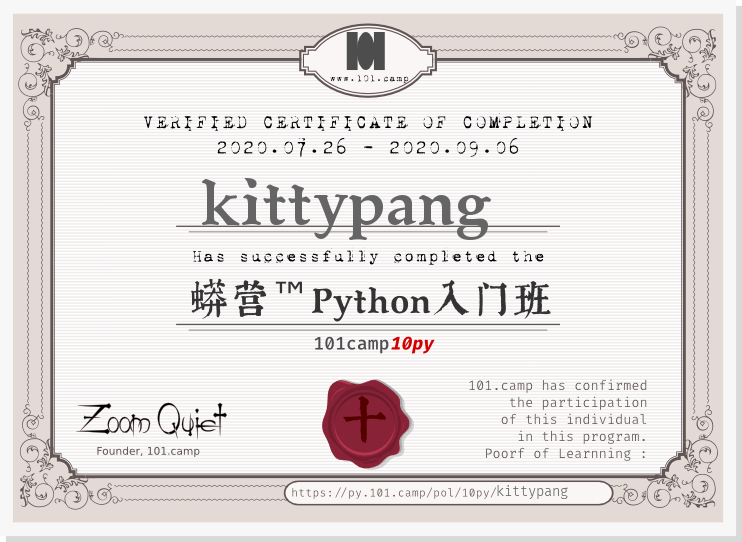 www.101.camp
VERIFIED CERTIFICATE OF COMPLETION
2020.07.26 - 2020.09.06
kittypang
Has successfully completed the
蟒营™Python入门班
101camp10py
Zoom Quiet
Founder, 101.camp
十
101.camp has confirmed
the participation
of this individual
in this program.
Poorf of Learnning :
https://py.101.camp/pol/10py/kittypang